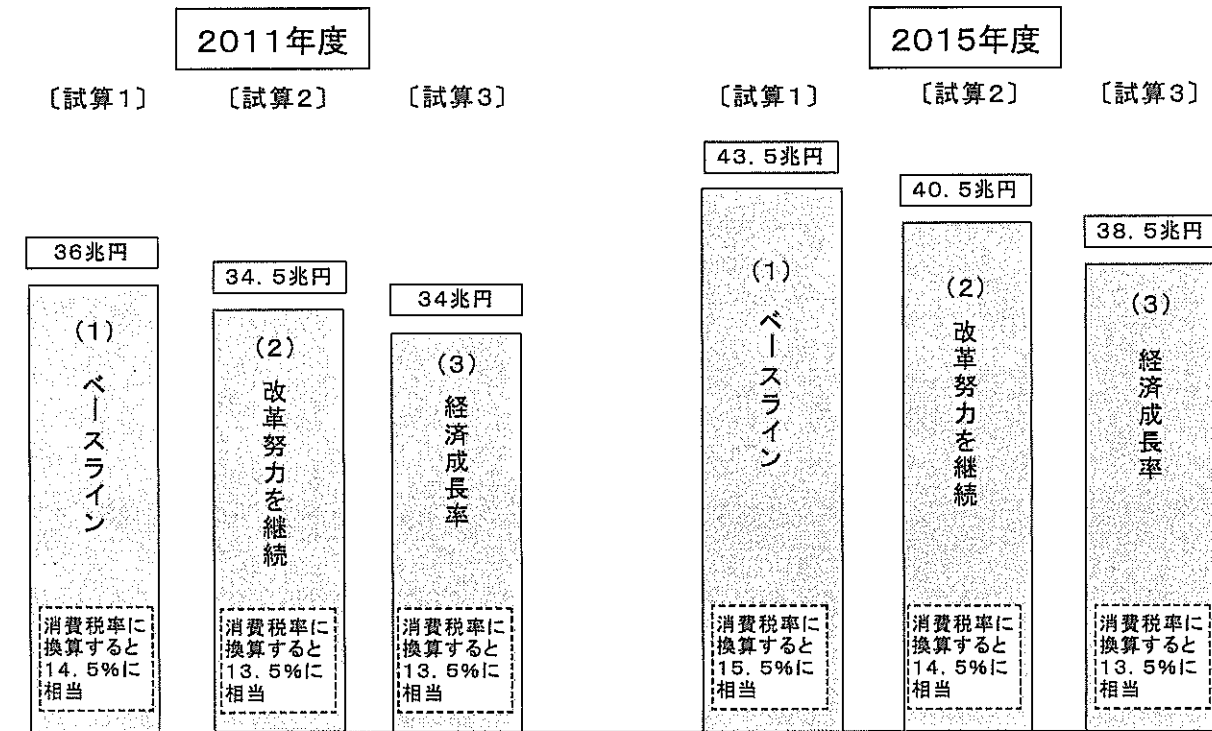 2011年度
〔試算1〕
〔試算2〕
〔試算3〕
36兆円
(1) ベースライン
消費税率に
換算すると
14.5%に
相当
34.5兆円
(2) 改革努力を継続
消費税率に
換算すると
13.5%に
相当
34兆円
(3) 経済成長率
消費税率に
換算すると
13.5%に
相当
2015年度
〔試算1〕
〔試算2〕
〔試算3〕
43.5兆円
(1) ベースライン
消費税率に
換算すると
15.5%に
相当
40.5兆円
(2) 改革努力を継続
消費税率に
換算すると
14.5%に
相当
38.5兆円
(3) 経済成長率
消費税率に
換算すると
13.5%に
相当